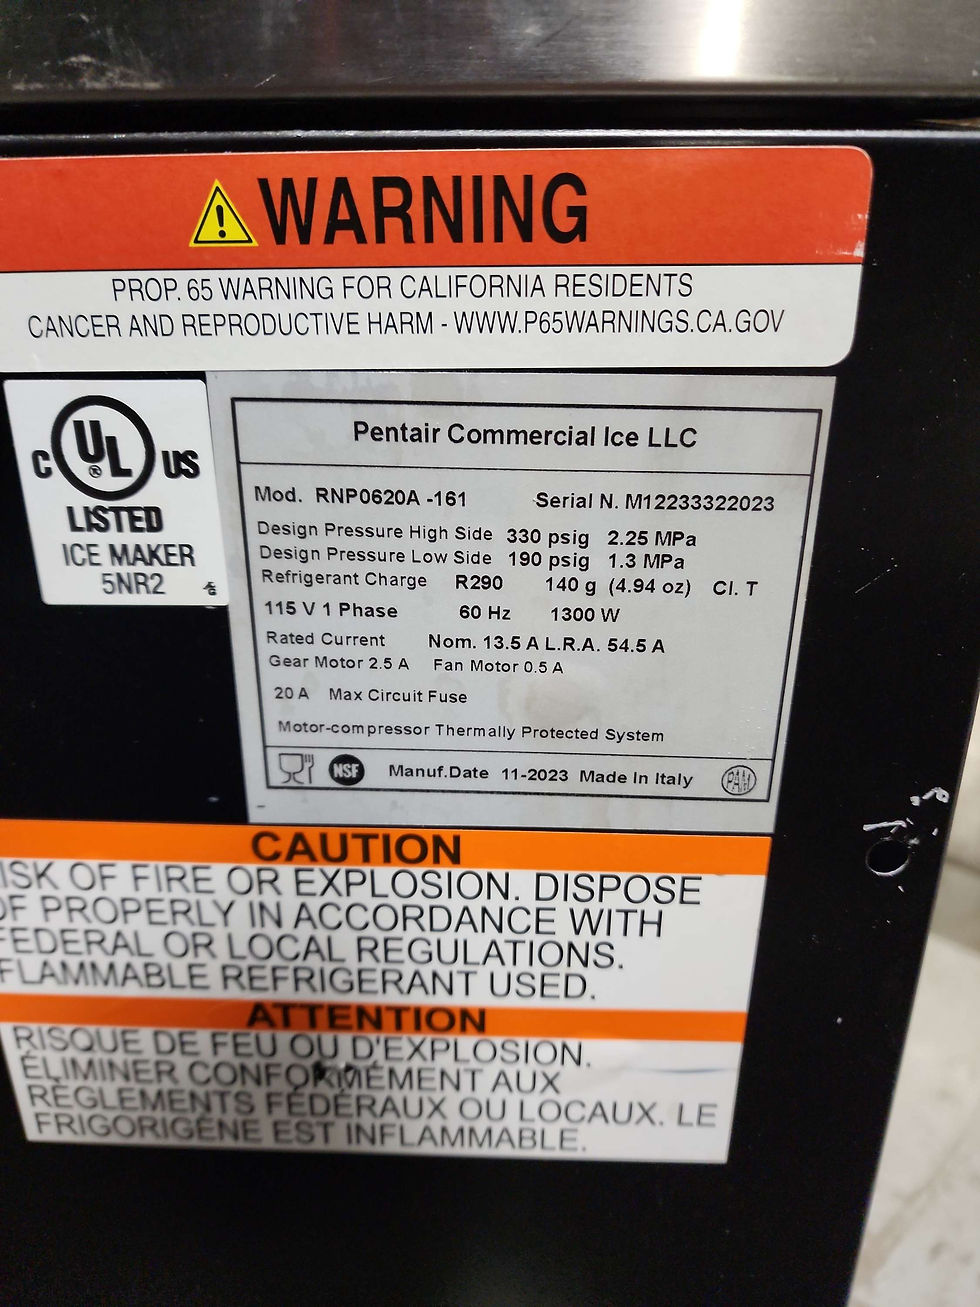 WARNING
PROP. 65 WARNING FOR CALIFORNIA RESIDENTS
CANCER AND REPRODUCTIVE HARM - WWW.P65WARNINGS.CA.GOV
C UL ® US
LISTED
ICE MAKER
5NR2
Pentair Commercial Ice LLC
Mod. RNP0620A -161 Serial N. M12233322023
Design Pressure High Side 330 psig 2.25 MPa
Design Pressure Low Side 190 psig 1.3 MPa
Refrigerant Charge R290 140 g (4.94 oz) Cl. T
115 V 1 Phase 60 Hz 1300 W
Rated Current Nom. 13.5 A L.R.A. 54.5 A
Gear Motor 2.5 A Fan Motor 0.5 A
20 A Max Circuit Fuse
Motor-compressor Thermally Protected System
NSF Manuf.Date 11-2023 Made In Italy PAH
CAUTION
ISK OF FIRE OR EXPLOSION. DISPOSE
OF PROPERLY IN ACCORDANCE WITH
FEDERAL OR LOCAL REGULATIONS.
FLAMMABLE REFRIGERANT USED.
ATTENTION
RISQUE DE FEU OU D'EXPLOSION.
ÉLIMINER CONFORMÉMENT AUX
RÈGLEMENTS FÉDÉRAUX OU LOCAUX. LE
FRIGORIGÈNE EST INFLAMMABLE.